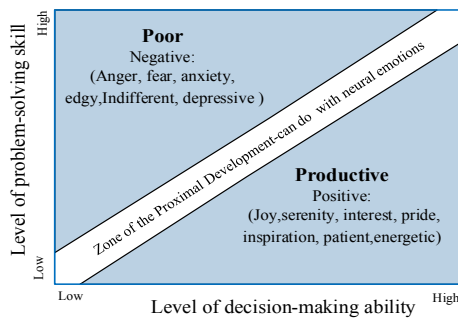 High
Level of problem-solving skill
Low
Poor
Negative:
(Anger, fear, anxiety,
edgy,Indifferent, depressive )
Zone of the Proximal Development-can do with neural emotions
Productive
Positive:
(Joy,serenity, interest, pride,
inspiration, patient,energetic)
Low
High
Level of decision-making ability